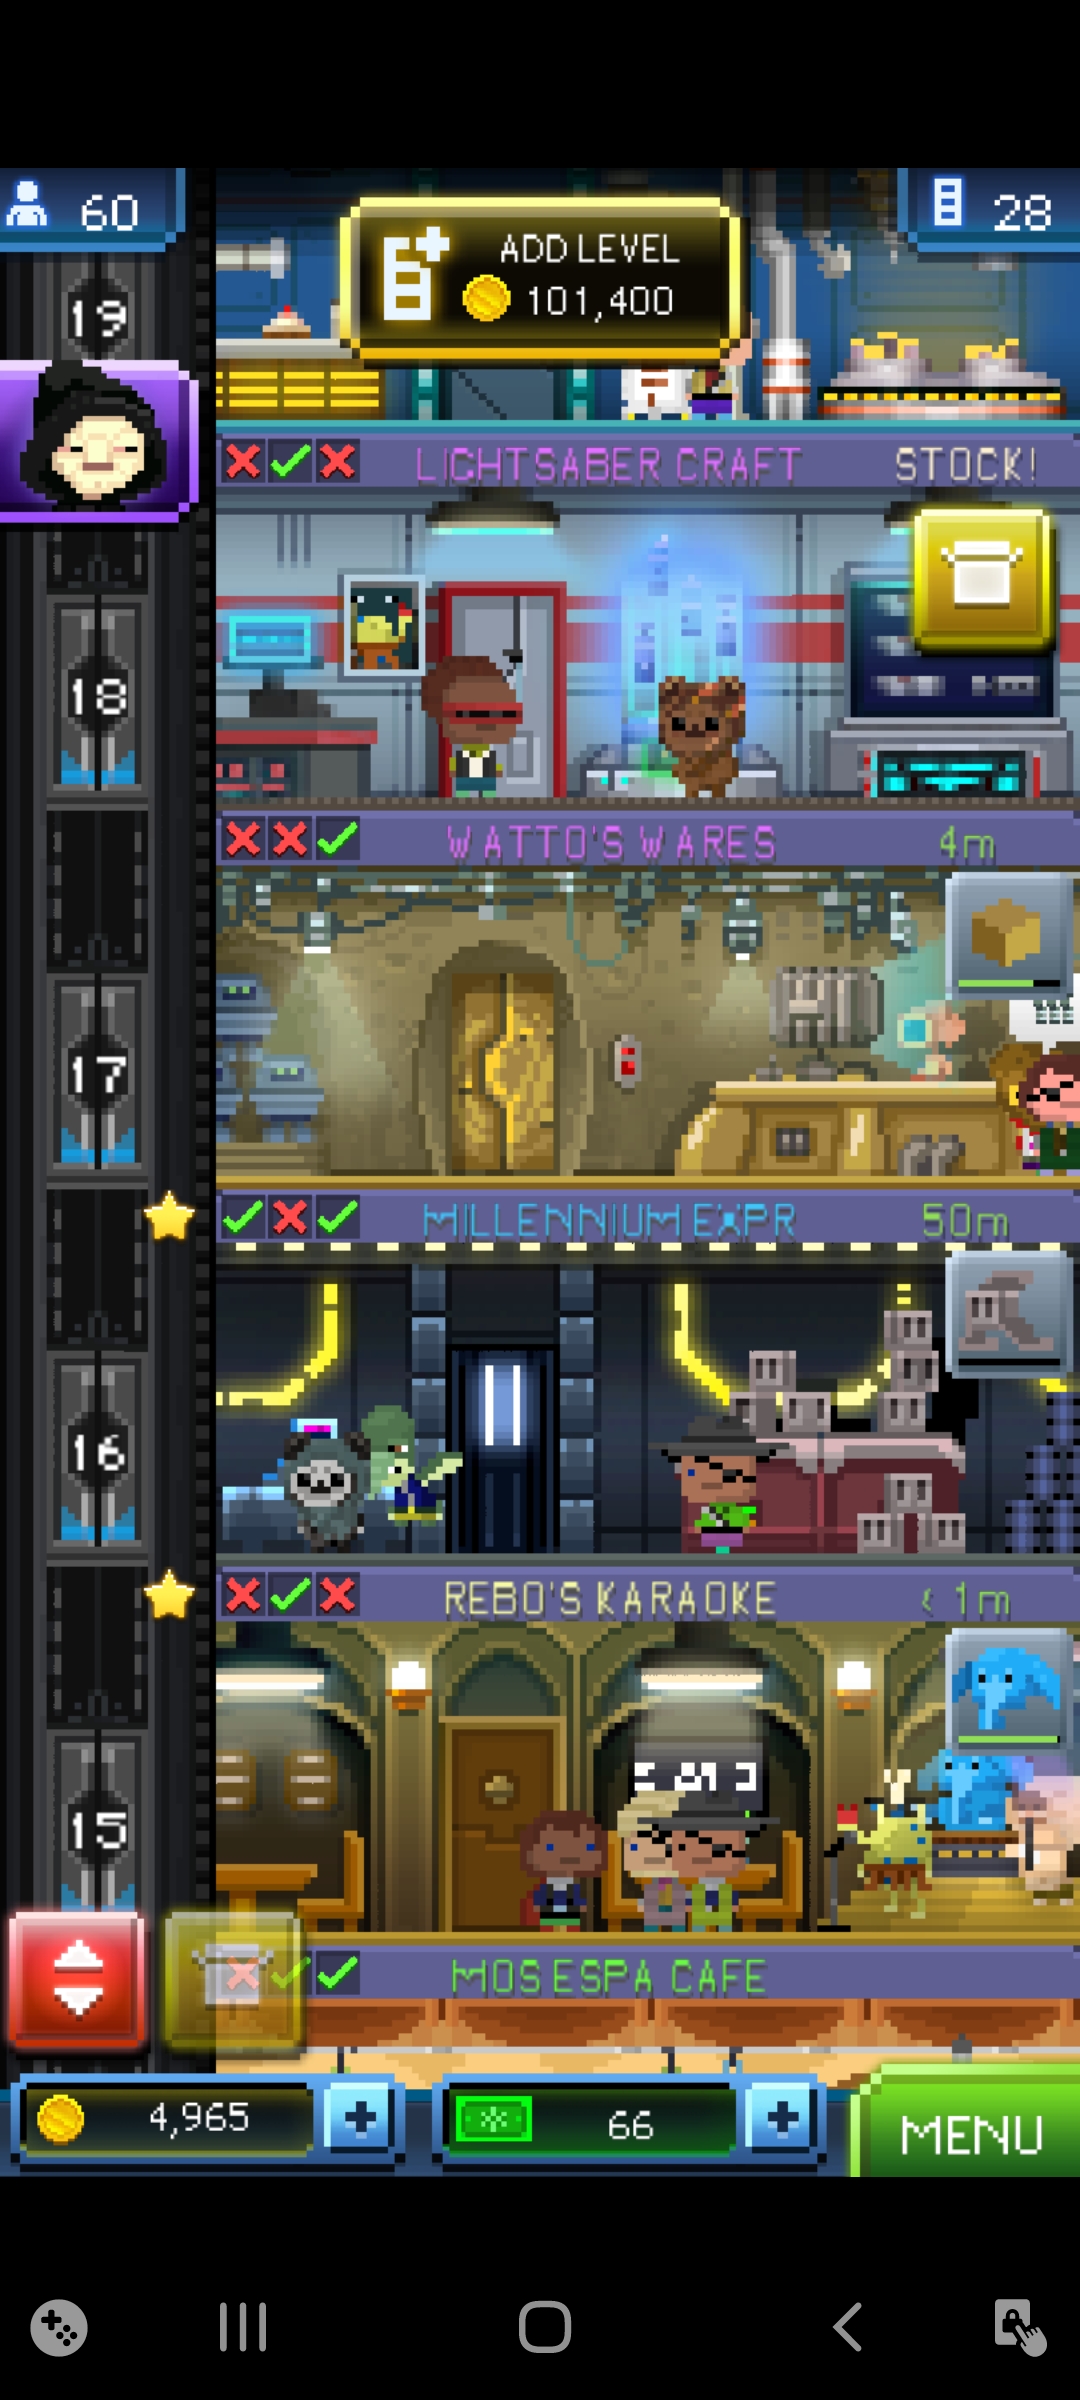 60
28
ADD LEVEL
101,400
19
LIGHTSABER CRAFT STOCK!
18
WATTO'S WARES 4m
17
MILLENNIUM EXPR 50m
16
REBO'S KARAOKE < 1m
15
MOS ESPA CAFE
4,965
66
MENU